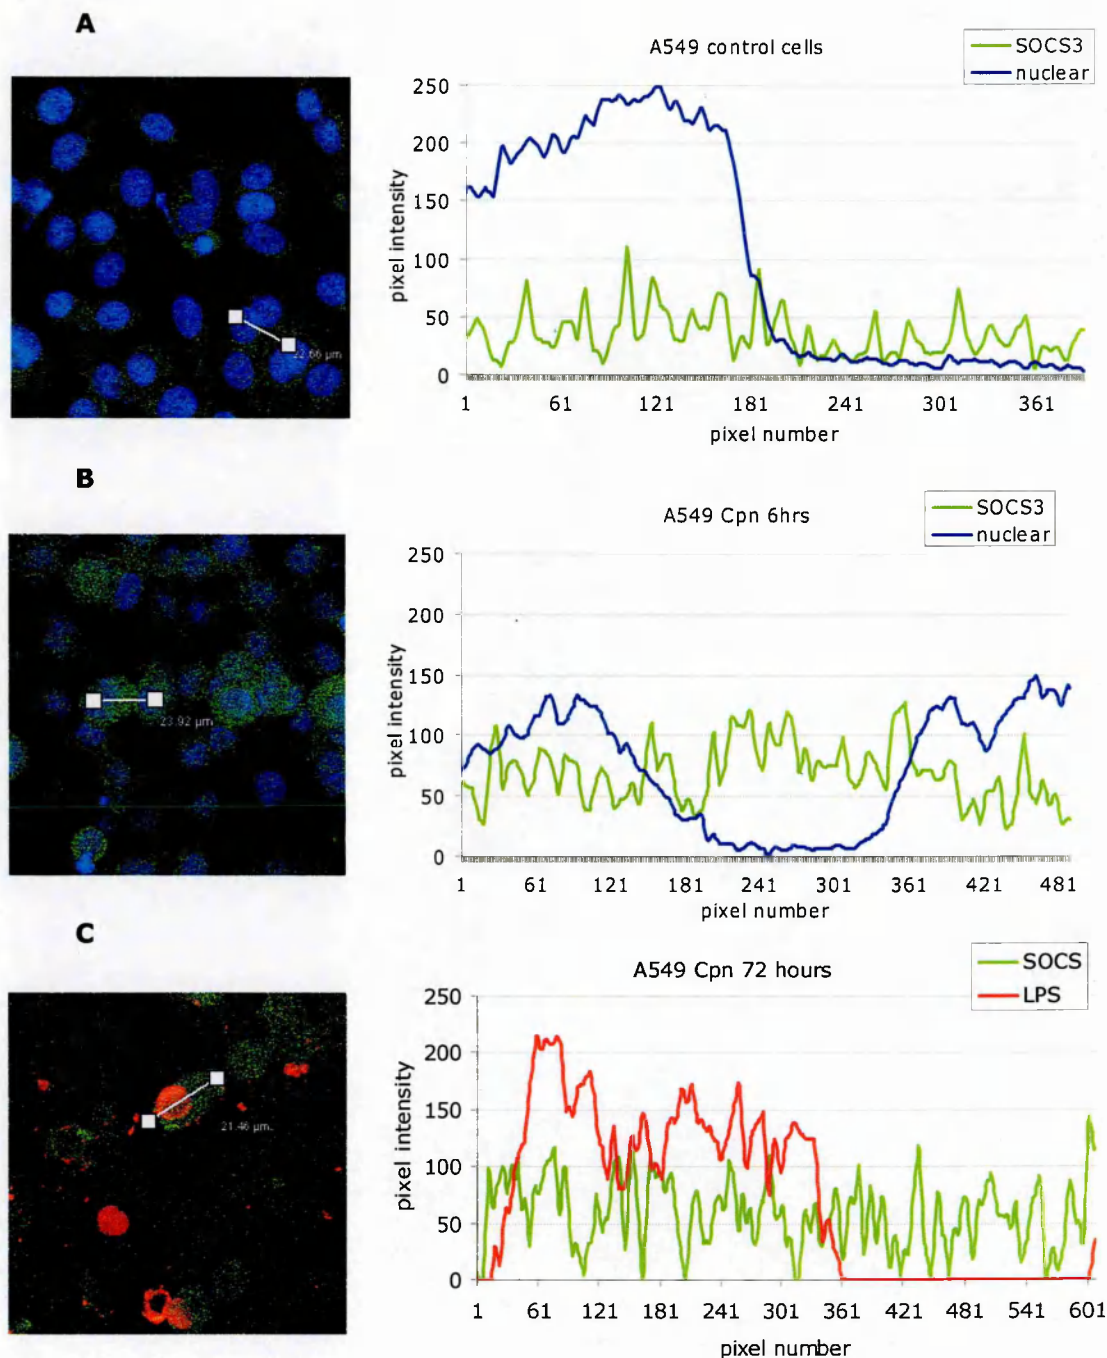 A
A549 control cells
SOCS3
nuclear
22.66 µm
pixel intensity
250
200
150
100
50
0
1 61 121 181 241 301 361
pixel number
B
A549 Cpn 6hrs
SOCS3
nuclear
23.92 µm
pixel intensity
250
200
150
100
50
0
1 61 121 181 241 301 361 421 481
pixel number
C
A549 Cpn 72 hours
SOCS
LPS
21.46 µm
pixel intensity
250
200
150
100
50
0
1 61 121 181 241 301 361 421 481 541 601
pixel number